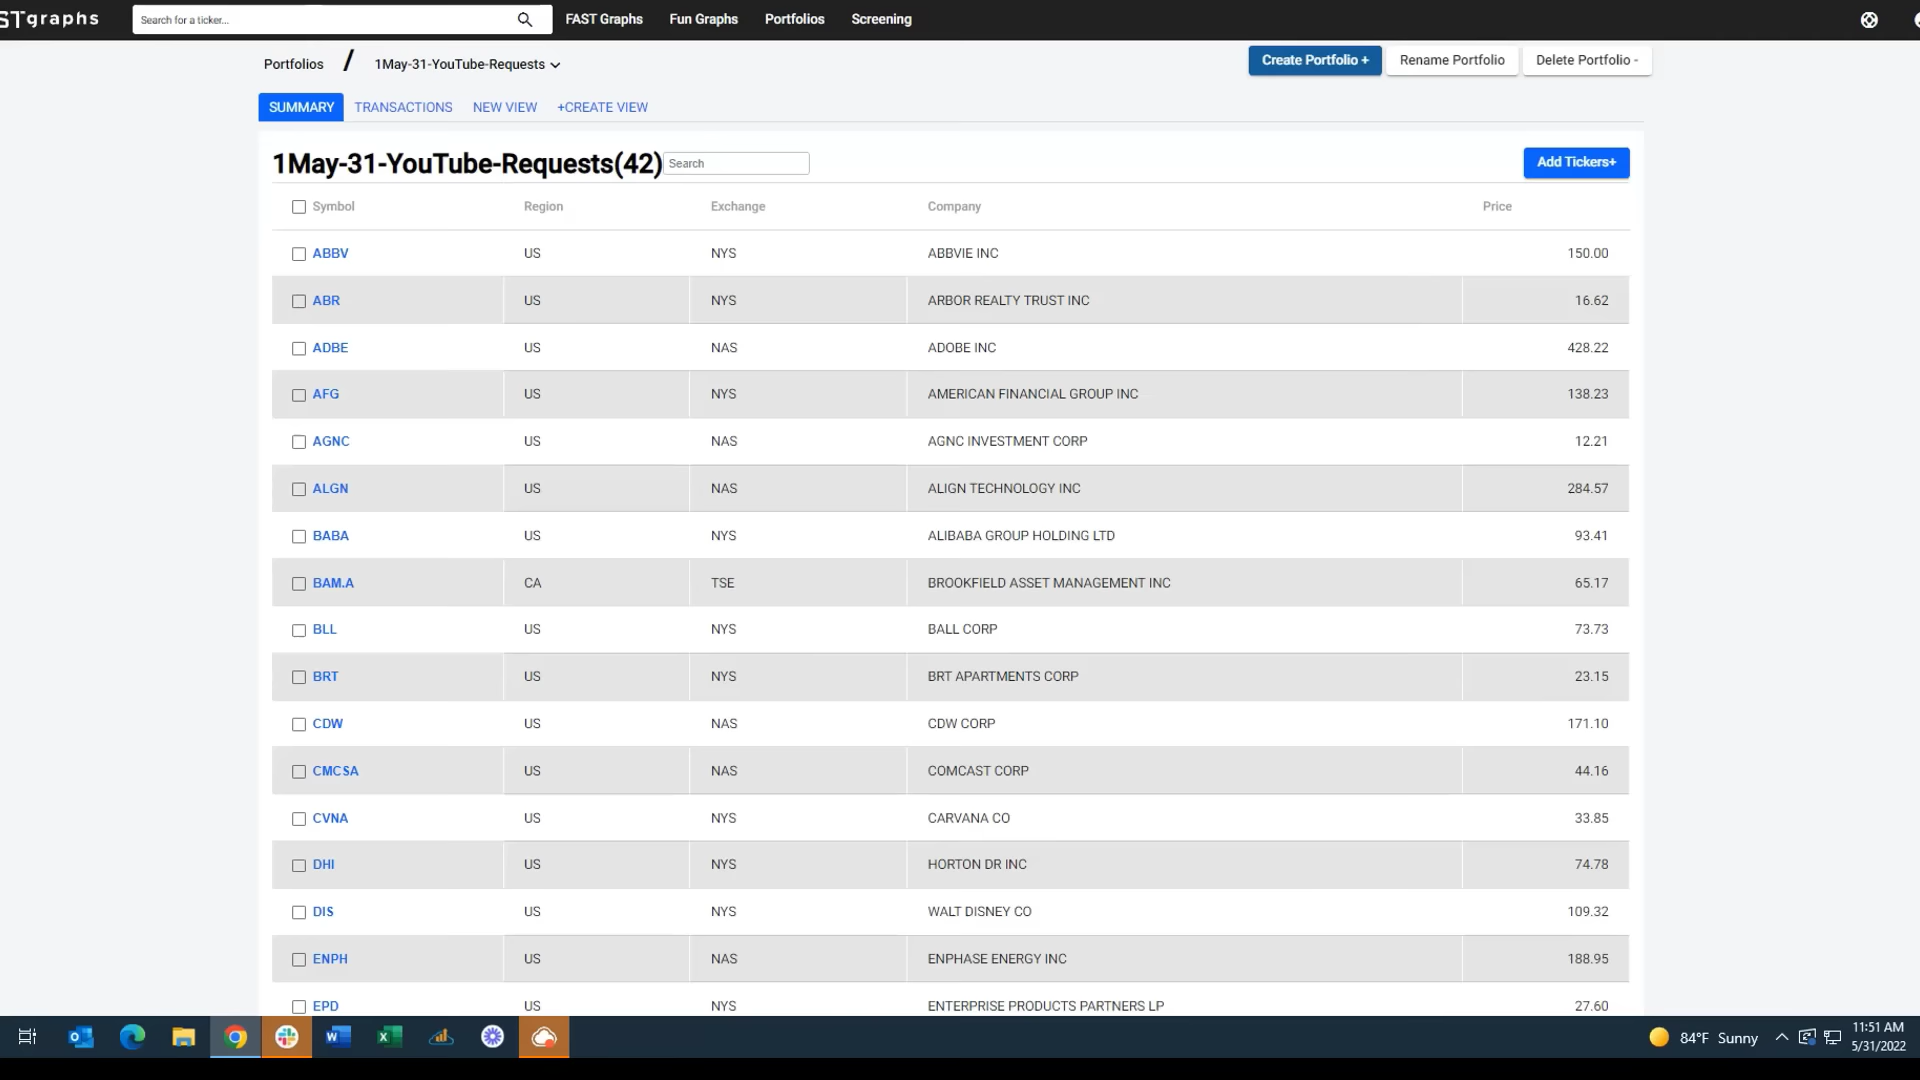 STgraphs Search for a ticker... FAST Graphs Fun Graphs Portfolios Screening
Portfolios / 1May-31-YouTube-Requests Create Portfolio + Rename Portfolio Delete Portfolio -
SUMMARY TRANSACTIONS NEW VIEW +CREATE VIEW
1May-31-YouTube-Requests(42) Search Add Tickers+
Symbol Region Exchange Company Price
ABBV US NYS ABBVIE INC 150.00
ABR US NYS ARBOR REALTY TRUST INC 16.62
ADBE US NAS ADOBE INC 428.22
AFG US NYS AMERICAN FINANCIAL GROUP INC 138.23
AGNC US NAS AGNC INVESTMENT CORP 12.21
ALGN US NAS ALIGN TECHNOLOGY INC 284.57
BABA US NYS ALIBABA GROUP HOLDING LTD 93.41
BAM.A CA TSE BROOKFIELD ASSET MANAGEMENT INC 65.17
BLL US NYS BALL CORP 73.73
BRT US NYS BRT APARTMENTS CORP 23.15
CDW US NAS CDW CORP 171.10
CMCSA US NAS COMCAST CORP 44.16
CVNA US NYS CARVANA CO 33.85
DHI US NYS HORTON DR INC 74.78
DIS US NYS WALT DISNEY CO 109.32
ENPH US NAS ENPHASE ENERGY INC 188.95
EPD US NYS ENTERPRISE PRODUCTS PARTNERS LP 27.60
84°F Sunny 11:51 AM
5/31/2022